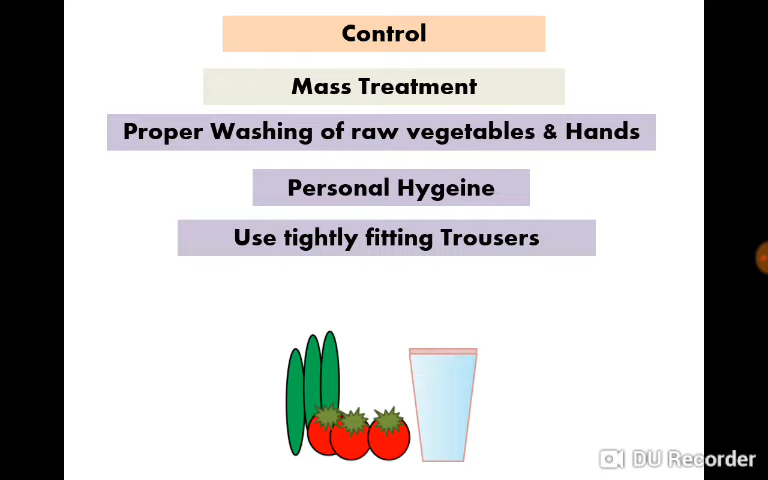 Control
Mass Treatment
Proper Washing of raw vegetables & Hands
Personal Hygeine
Use tightly fitting Trousers
DU Recorder